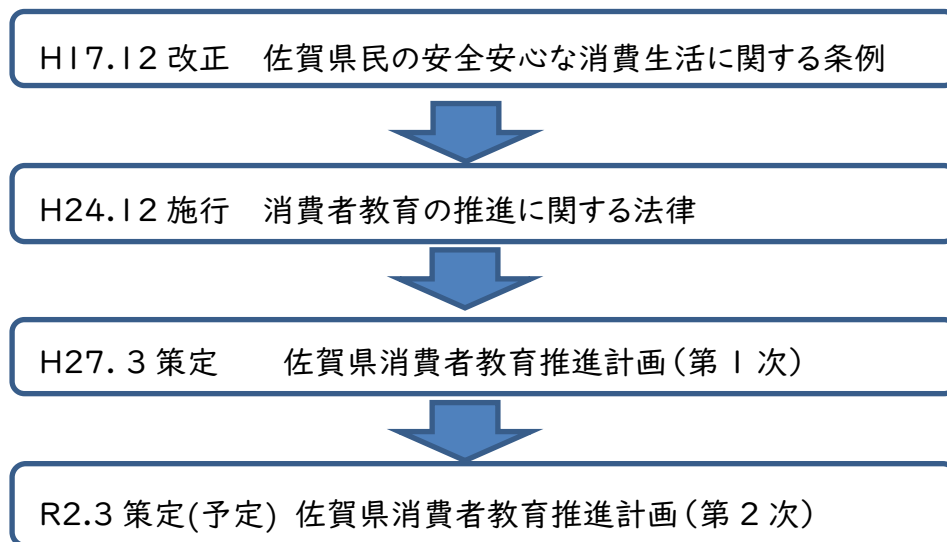 H17.12 改正　佐賀県民の安全安心な消費生活に関する条例
H24.12 施行　消費者教育の推進に関する法律
H27. 3 策定　　佐賀県消費者教育推進計画（第 1 次）
R2.3 策定(予定) 佐賀県消費者教育推進計画（第 2 次）